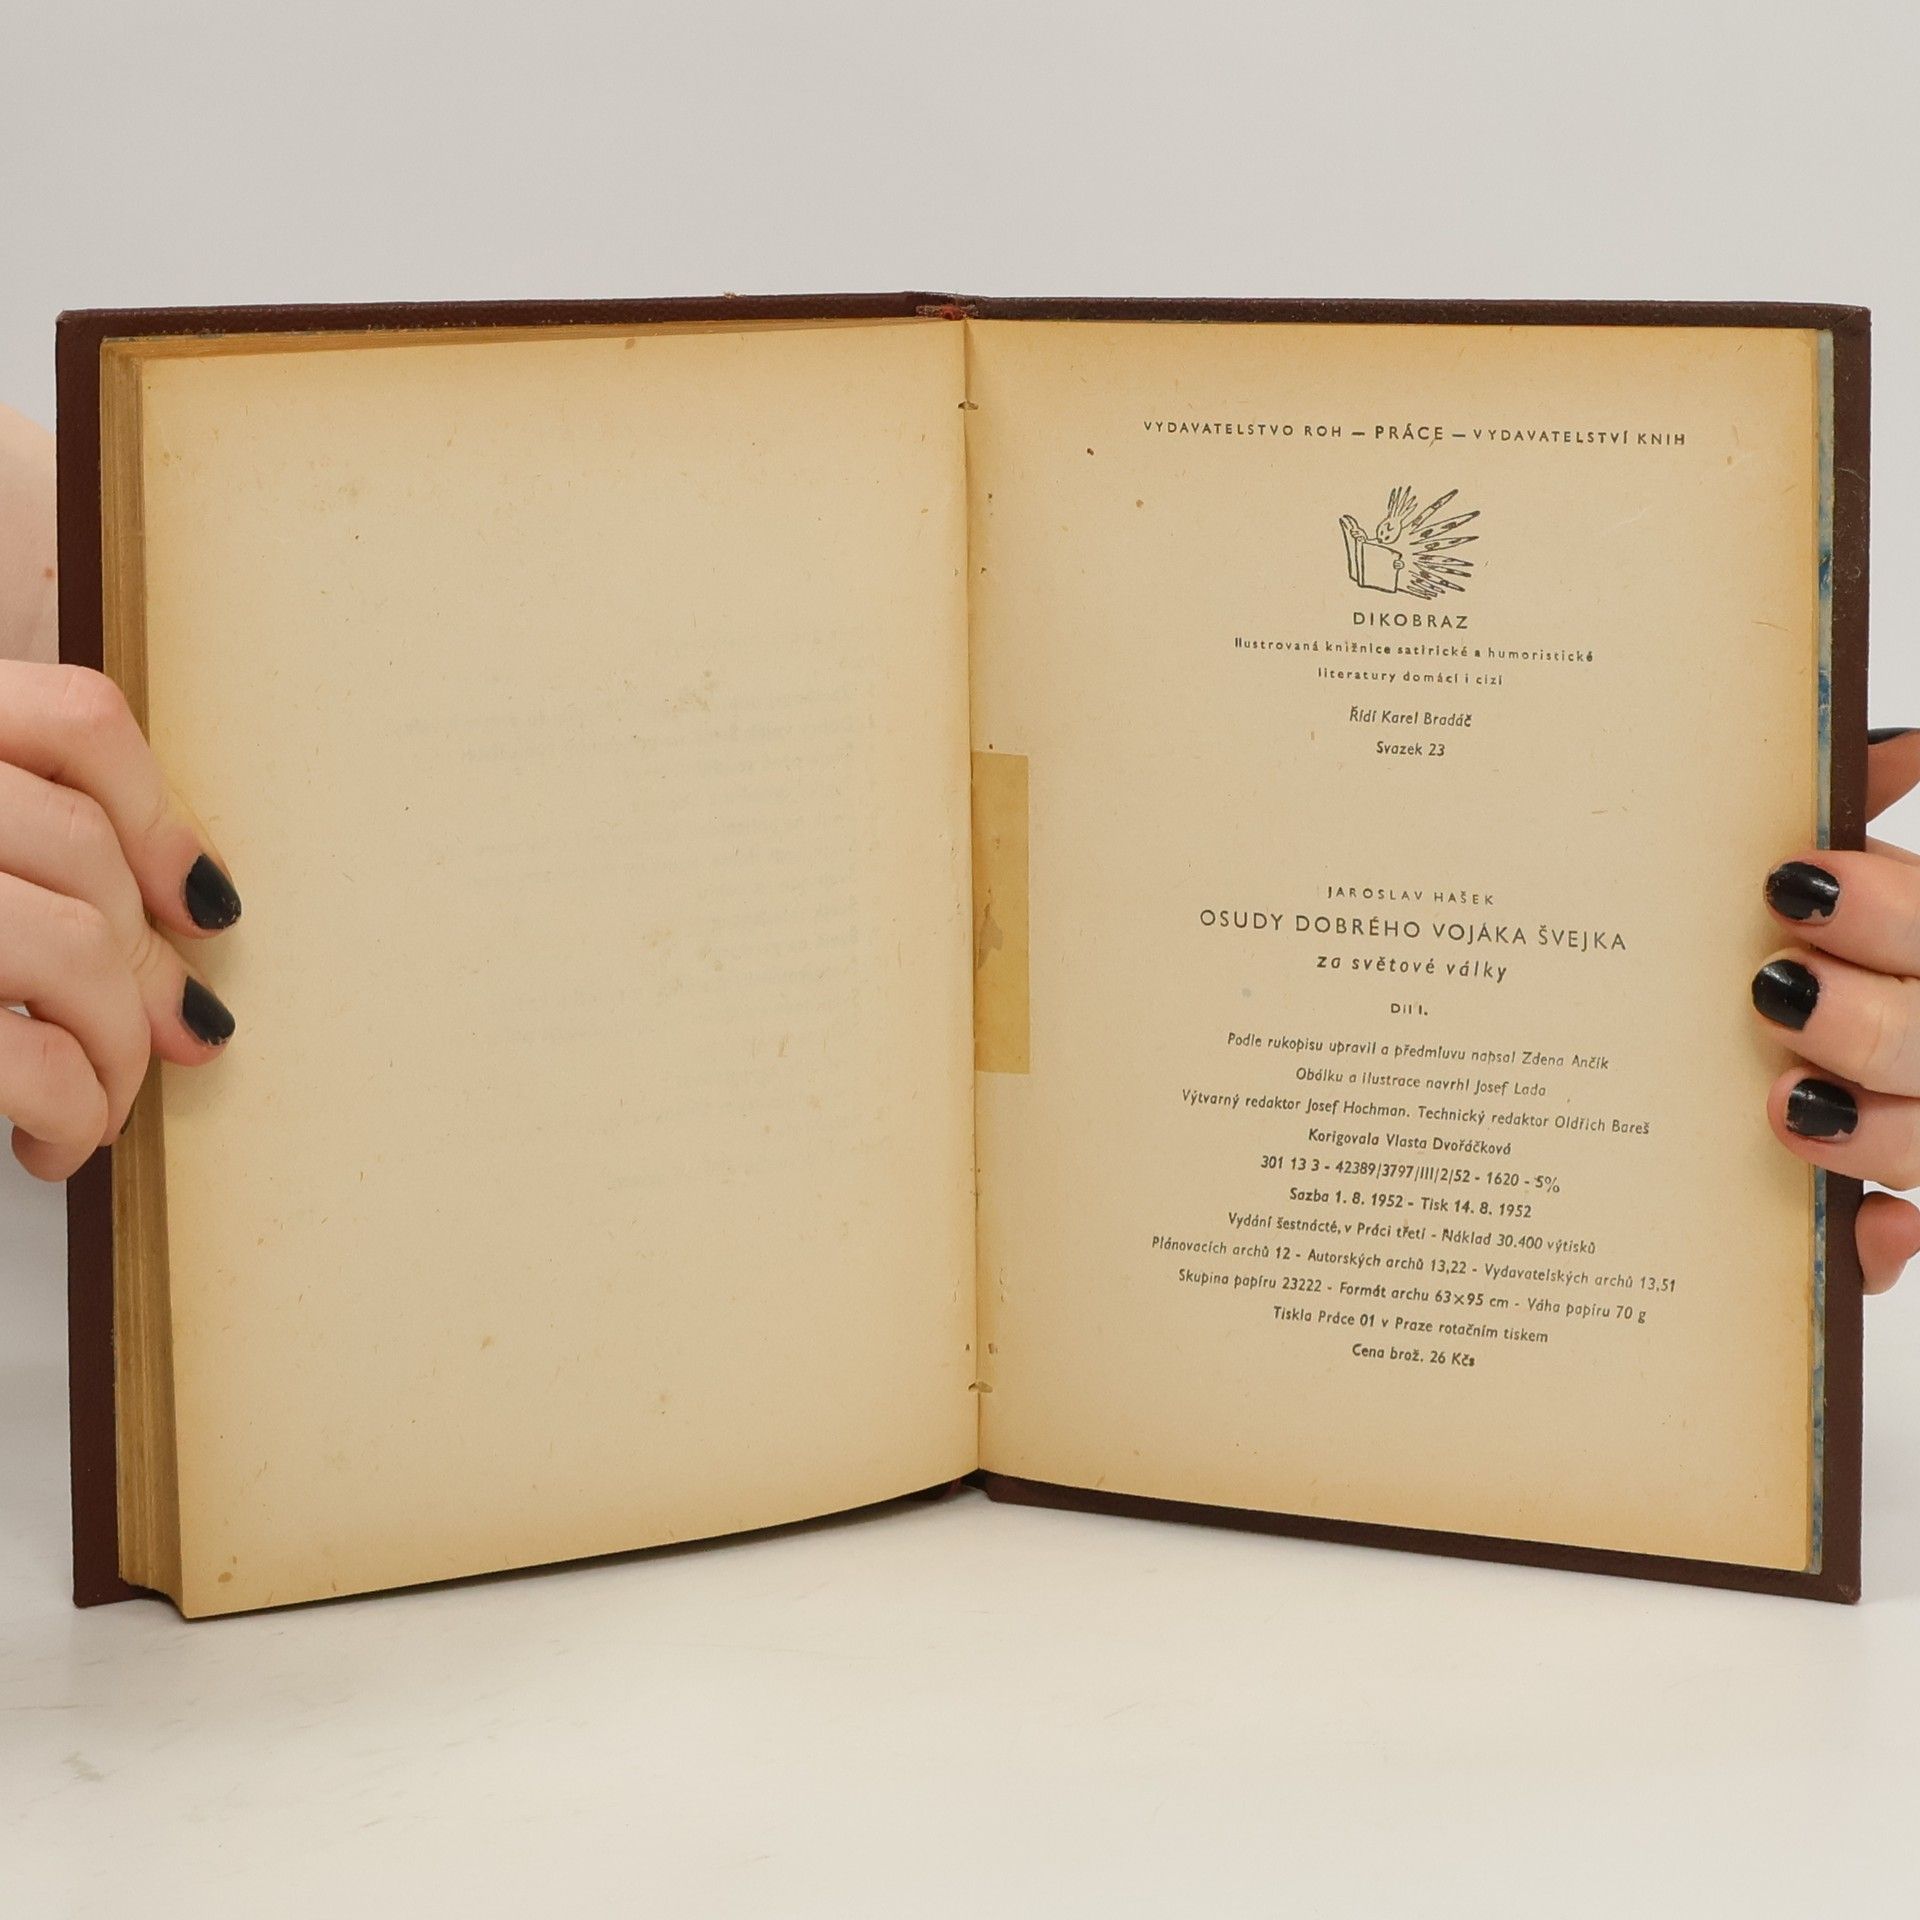 VYDAVATELSTVO ROH — PRÁCE — VYDAVATELSTVÍ KNIH
DIKOBRAZ
Ilustrovaná knižnice satirické a humoristické
literatury domácí i cizí
Řídí Karel Bradáč
Svazek 23
JAROSLAV HAŠEK
OSUDY DOBRÉHO VOJÁKA ŠVEJKA
za světové války
Díl I.
Podle rukopisu upravil a předmluvu napsal Zdena Ančík
Obálku a ilustrace navrhl Josef Lada
Výtvarný redaktor Josef Hochman. Technický redaktor Oldřich Bareš
Korigovala Vlasta Dvořáčková
301 13 3 - 42389/3797/III/2/52 - 1620 - 5%
Sazba 1. 8. 1952 - Tisk 14. 8. 1952
Vydání šestnácté, v Práci třetí - Náklad 30.400 výtisků
Plánovacích archů 12 - Autorských archů 13,22 - Vydavatelských archů 13,51
Skupina papíru 23222 - Formát archu 63×95 cm - Váha papíru 70 g
Tiskla Práce 01 v Praze rotačním tiskem
Cena brož. 26 Kčs